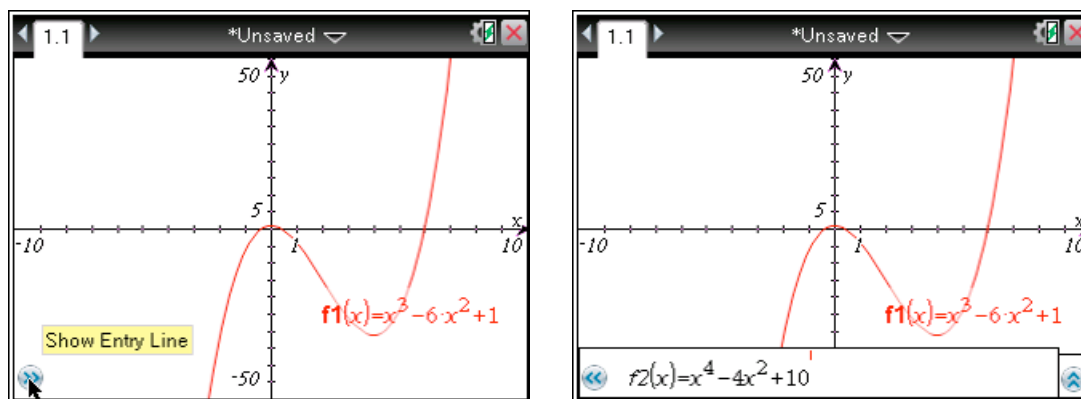 1.1
*Unsaved
50
y
5
x
-10
1
10
f1(x)=x³-6·x²+1
Show Entry Line
-50
1.1
*Unsaved
50
y
5
x
-10
1
10
f1(x)=x³-6·x²+1
f2(x)=x⁴-4x²+10